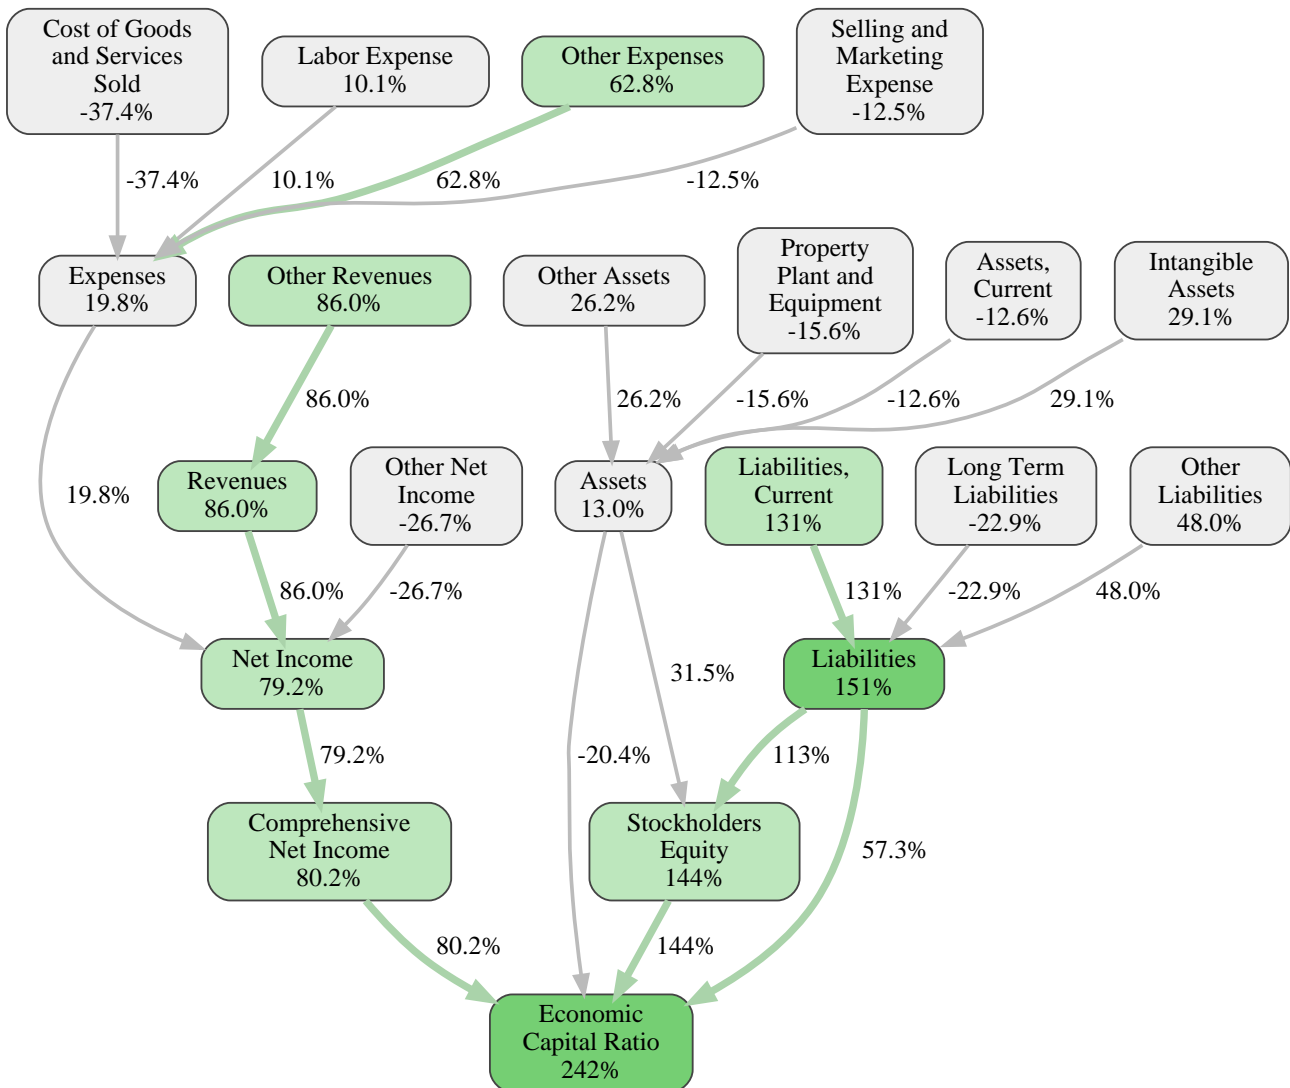 Cost of Goods
and Services
Sold
-37.4%
Labor Expense
10.1%
Other Expenses
62.8%
Selling and
Marketing
Expense
-12.5%
-37.4%
10.1%
62.8%
-12.5%
Expenses
19.8%
Other Revenues
86.0%
Other Assets
26.2%
Property
Plant and
Equipment
-15.6%
Assets,
Current
-12.6%
Intangible
Assets
29.1%
86.0%
26.2%
-15.6%
-12.6%
29.1%
19.8%
Revenues
86.0%
Other Net
Income
-26.7%
Assets
13.0%
Liabilities,
Current
131%
Long Term
Liabilities
-22.9%
Other
Liabilities
48.0%
86.0%
-26.7%
131%
-22.9%
48.0%
Net Income
79.2%
31.5%
Liabilities
151%
79.2%
-20.4%
113%
Comprehensive
Net Income
80.2%
Stockholders
Equity
144%
57.3%
80.2%
144%
Economic
Capital Ratio
242%